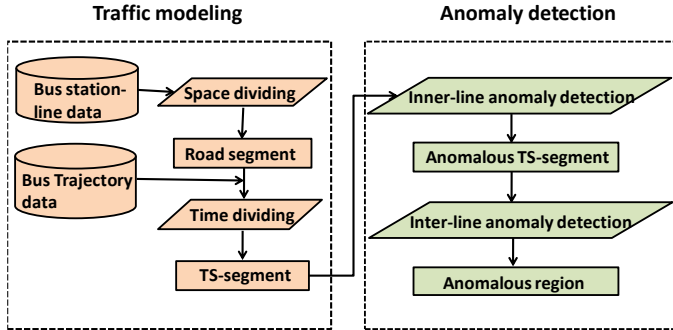 Traffic modeling
Anomaly detection
Bus station-
line data
Space dividing
Road segment
Bus Trajectory
data
Time dividing
TS-segment
Inner-line anomaly detection
Anomalous TS-segment
Inter-line anomaly detection
Anomalous region